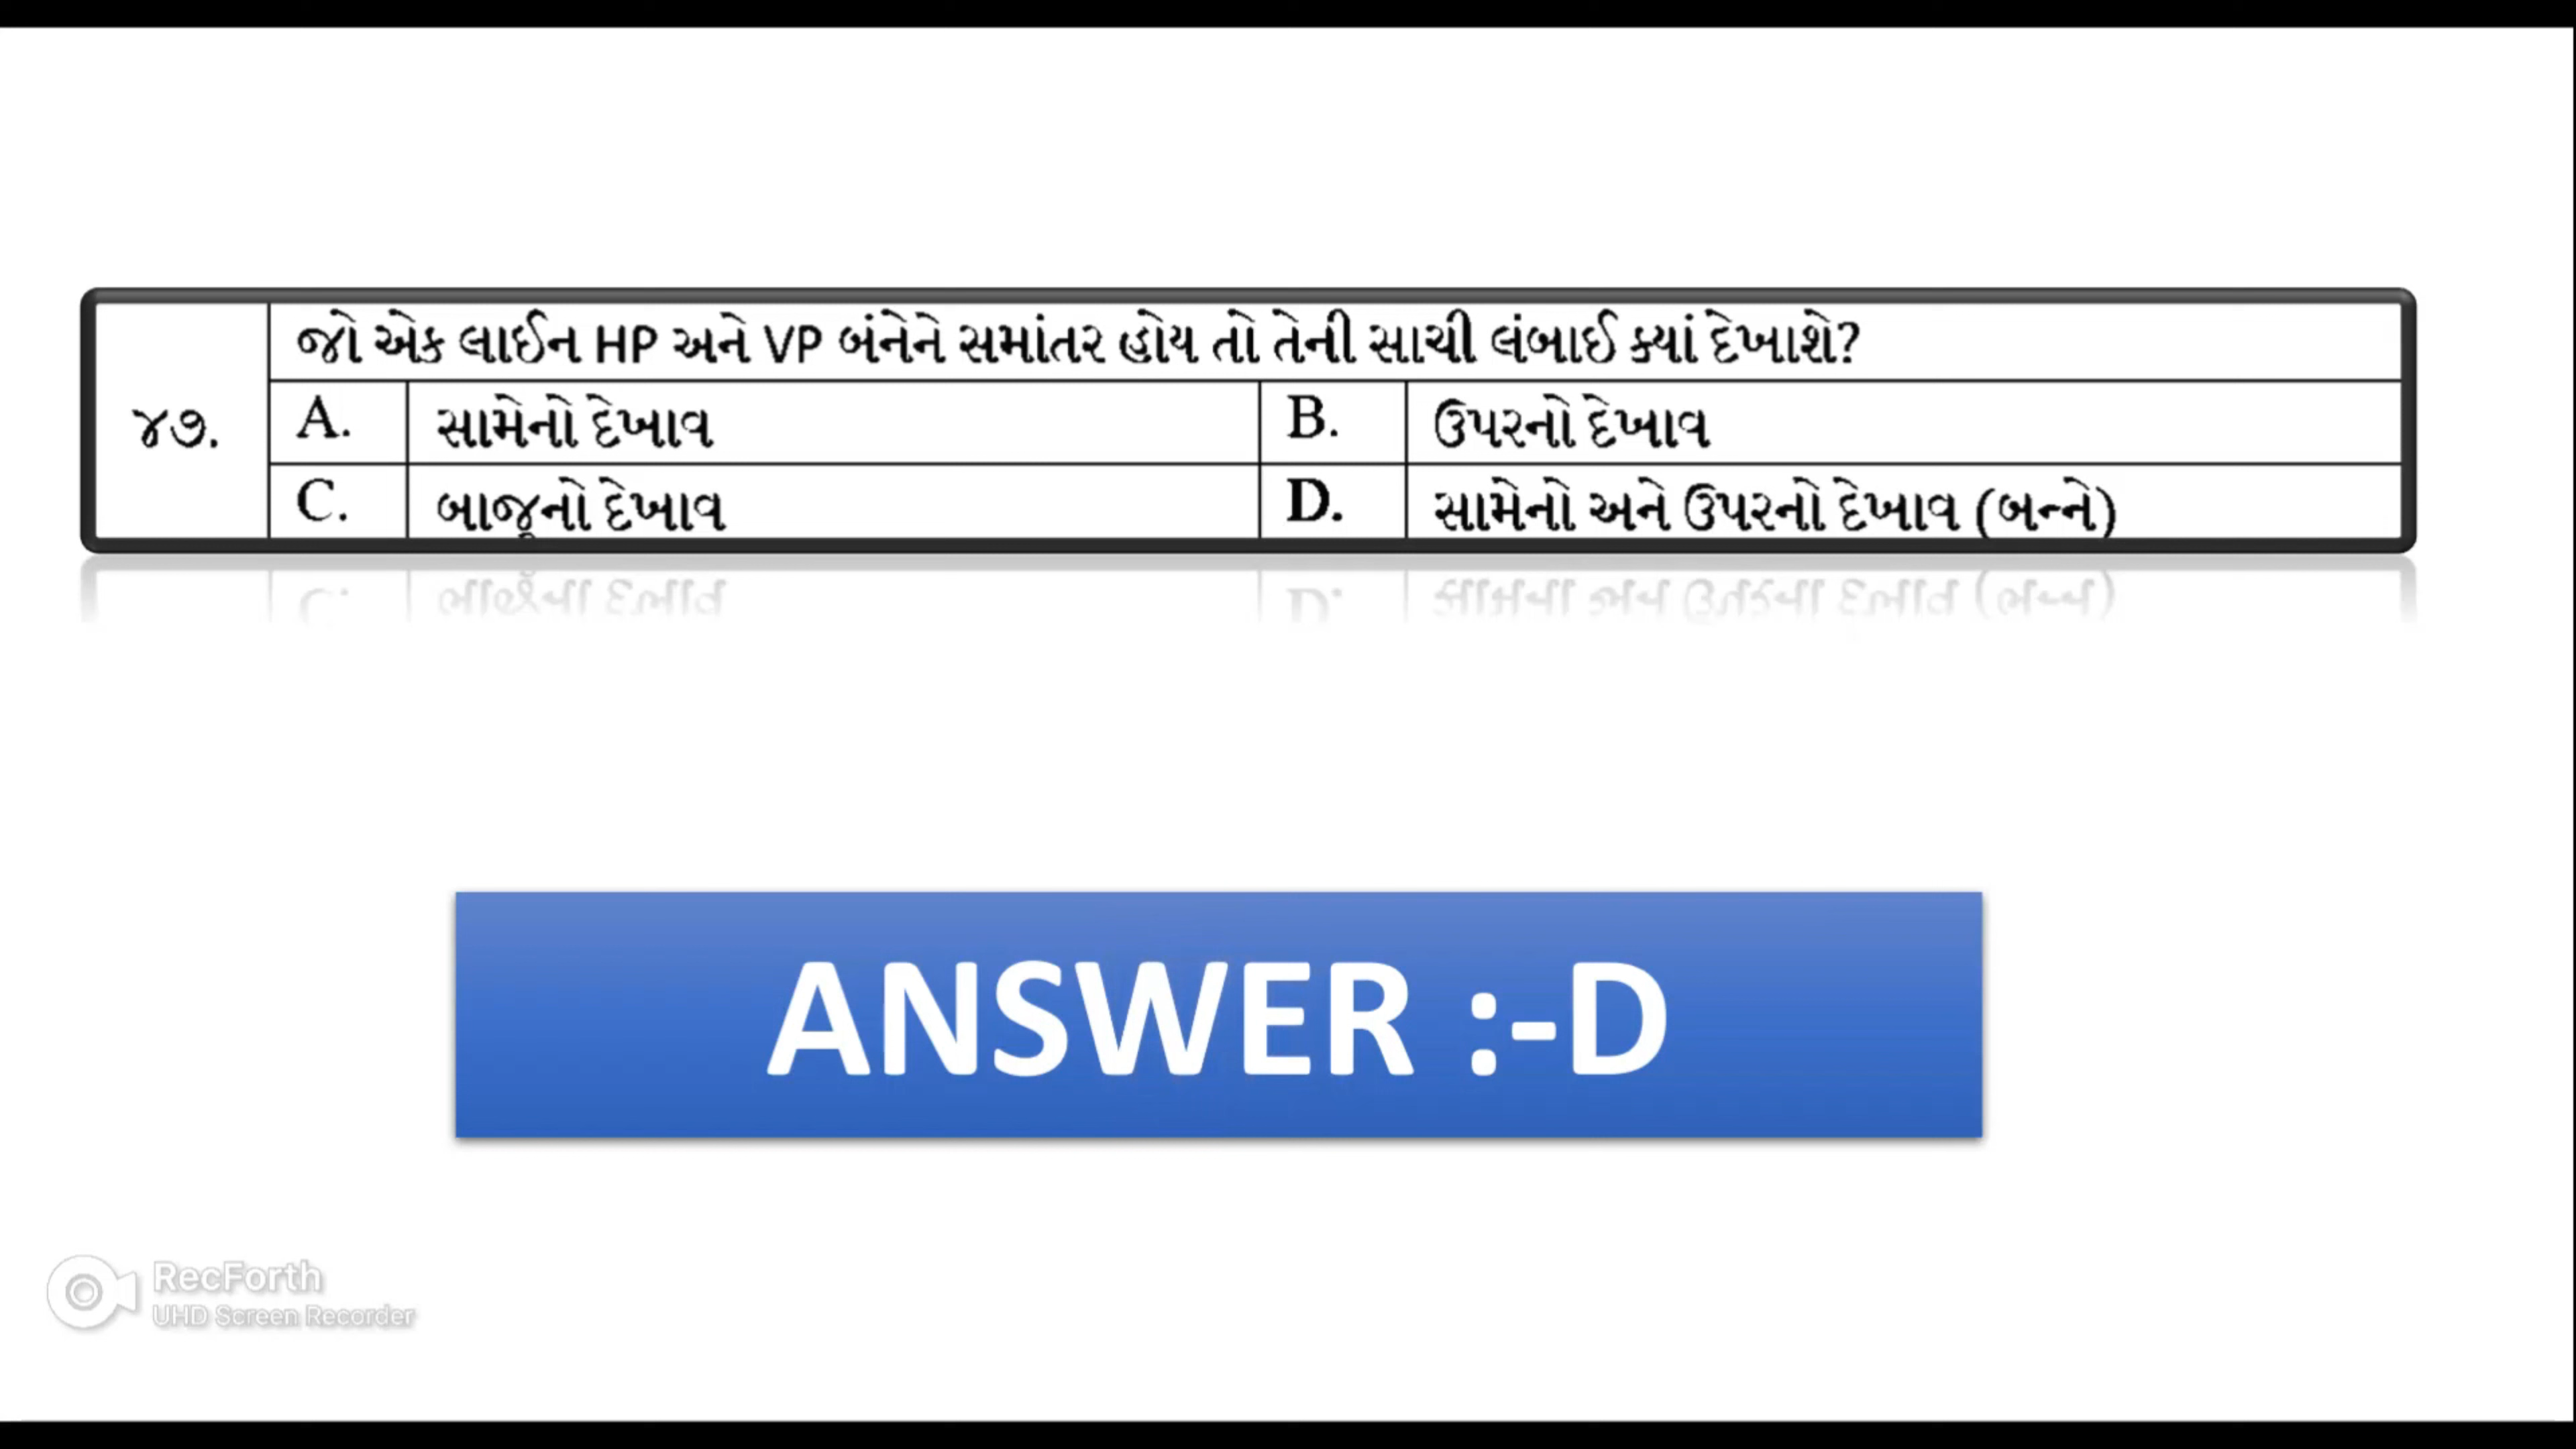 જો એક લાઈન HP અને VP બંનેને સમાંતર હોય તો તેની સાચી લંબાઈ ક્યાં દેખાશે?
૪૭. A. સામેનો દેખાવ B. ઉપરનો દેખાવ
C. બાજૂનો દેખાવ D. સામેનો અને ઉપરનો દેખાવ (બન્ને)
ANSWER :-D
RecForth
UHD Screen Recorder